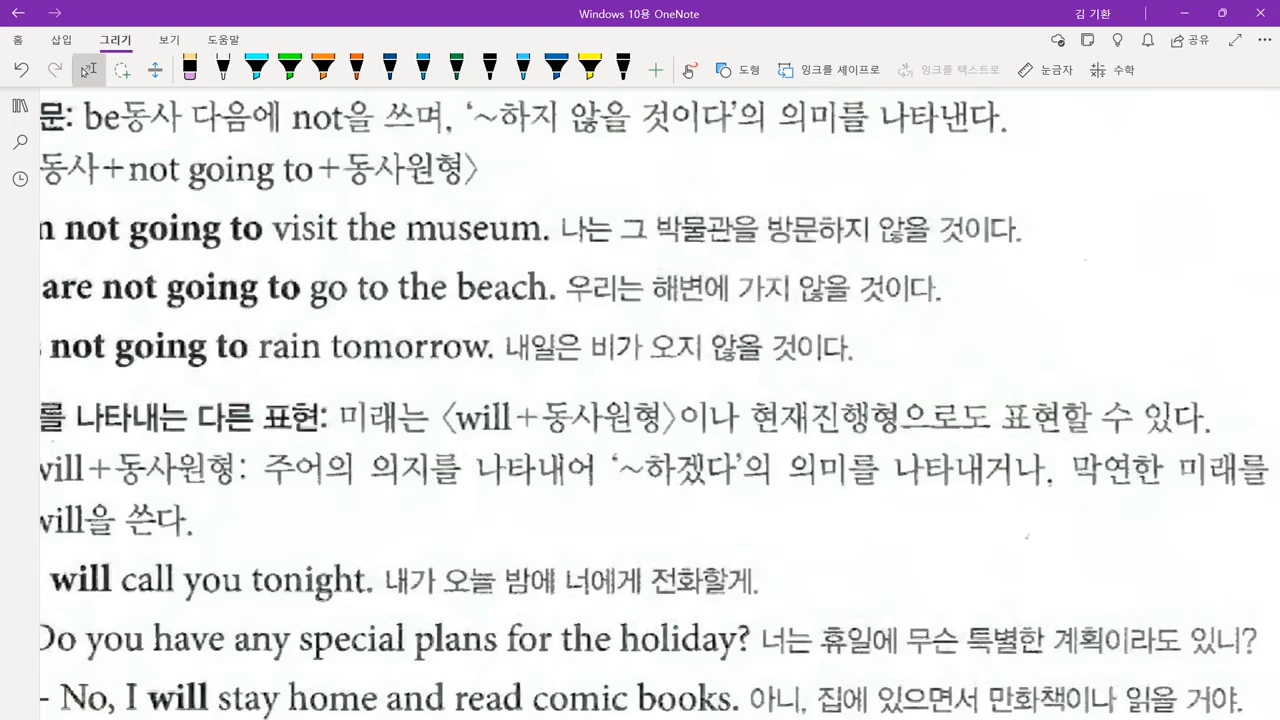 Windows 10용 OneNote
김 기환
홈 삽입 그리기 보기 도움말
공유
도형 잉크를 셰이프로 잉크를 텍스트로 눈금자 수학
문: be동사 다음에 not을 쓰며, ‘~하지 않을 것이다’의 의미를 나타낸다.
동사+not going to+동사원형〉
not going to visit the museum. 나는 그 박물관을 방문하지 않을 것이다.
are not going to go to the beach. 우리는 해변에 가지 않을 것이다.
not going to rain tomorrow. 내일은 비가 오지 않을 것이다.
를 나타내는 다른 표현: 미래는 〈will+동사원형〉이나 현재진행형으로도 표현할 수 있다.
will+동사원형: 주어의 의지를 나타내어 ‘~하겠다’의 의미를 나타내거나, 막연한 미래를
will을 쓴다.
will call you tonight. 내가 오늘 밤에 너에게 전화할게.
Do you have any special plans for the holiday? 너는 휴일에 무슨 특별한 계획이라도 있니?
- No, I will stay home and read comic books. 아니, 집에 있으면서 만화책이나 읽을 거야.